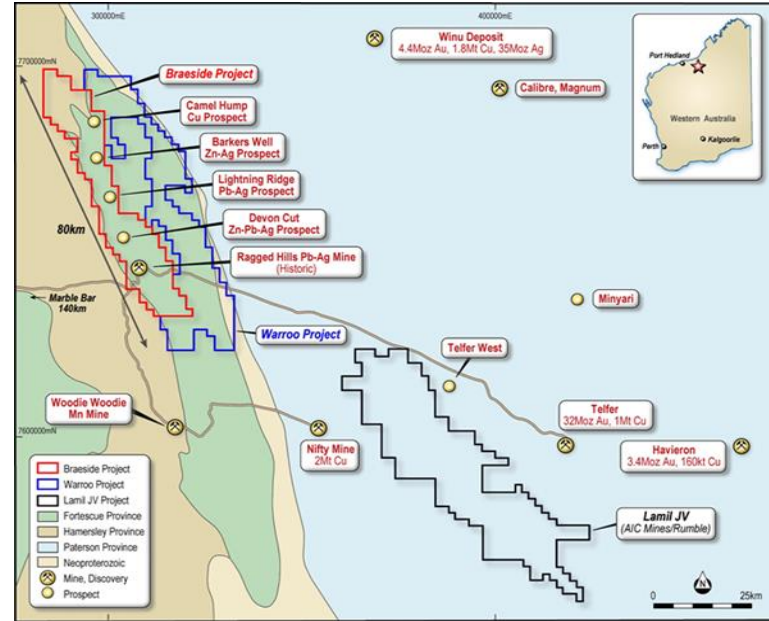 300000mE
400000mE
7700000mN
Winu Deposit
4.4Moz Au, 1.8Mt Cu, 35Moz Ag
Calibre, Magnum
Port Hedland
Western Australia
Kalgoorlie
Perth
Braeside Project
Camel Hump
Cu Prospect
Barkers Well
Zn-Ag Prospect
Lightning Ridge
Pb-Ag Prospect
Devon Cut
Zn-Pb-Ag Prospect
80km
Ragged Hills Pb-Ag Mine
(Historic)
Marble Bar
140km
Minyari
Warroo Project
Telfer West
Woodie Woodie
Mn Mine
7600000mN
Nifty Mine
2Mt Cu
Telfer
32Moz Au, 1Mt Cu
Havieron
3.4Moz Au, 160kt Cu
Lamil JV
(AIC Mines/Rumble)
Braeside Project
Warroo Project
Lamil JV Project
Fortescue Province
Hamersley Province
Paterson Province
Neoproterozoic
Mine, Discovery
Prospect
N
0
25km